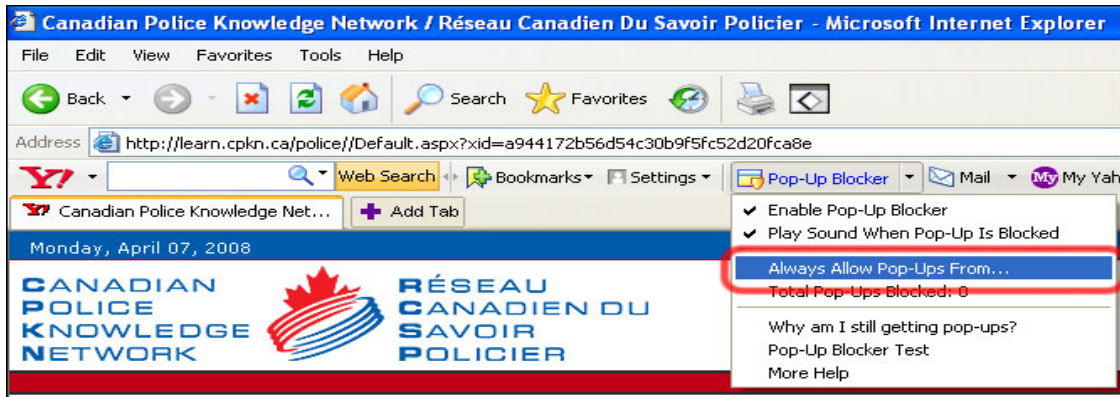 Canadian Police Knowledge Network / Réseau Canadien Du Savoir Policier - Microsoft Internet Explorer
File Edit View Favorites Tools Help
Back Search Favorites
Address http://learn.cpkn.ca/police//Default.aspx?xid=a944172b56d54c30b9f5fc52d20fca8e
Y! Web Search Bookmarks Settings Pop-Up Blocker Mail My My Yah
Y! Canadian Police Knowledge Net... Add Tab
Enable Pop-Up Blocker
Play Sound When Pop-Up Is Blocked
Always Allow Pop-Ups From...
Total Pop-Ups Blocked: 0
Why am I still getting pop-ups?
Pop-Up Blocker Test
More Help
Monday, April 07, 2008
CANADIAN
POLICE
KNOWLEDGE
NETWORK
RÉSEAU
CANADIEN DU
SAVOIR
POLICIER